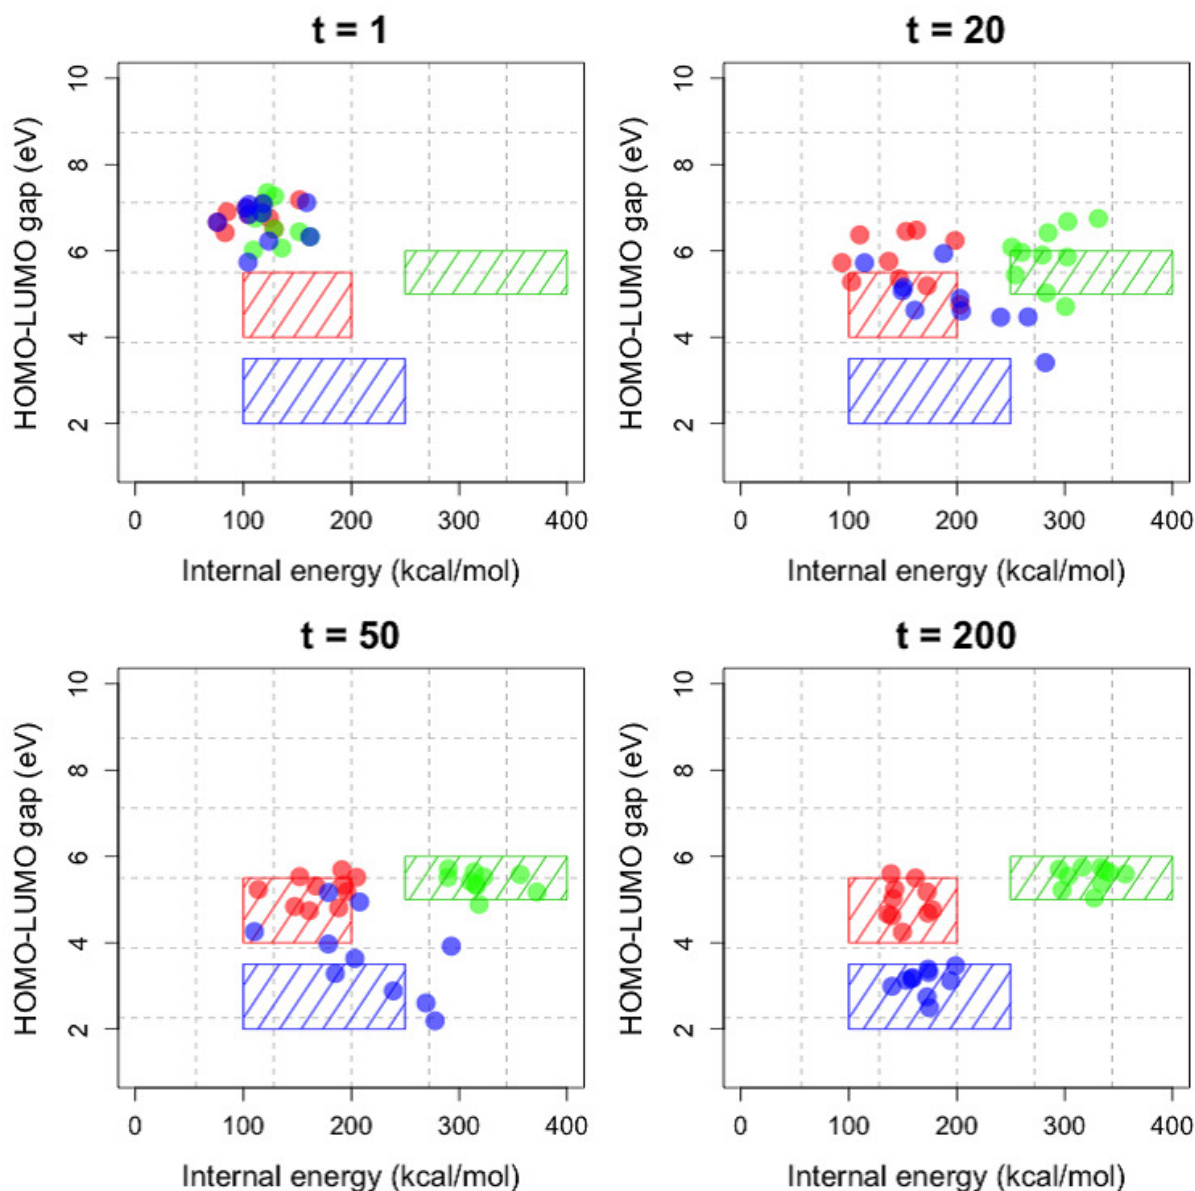 t = 1
HOMO-LUMO gap (eV)
10
8
6
4
2
0 100 200 300 400
Internal energy (kcal/mol)
t = 20
HOMO-LUMO gap (eV)
10
8
6
4
2
0 100 200 300 400
Internal energy (kcal/mol)
t = 50
HOMO-LUMO gap (eV)
10
8
6
4
2
0 100 200 300 400
Internal energy (kcal/mol)
t = 200
HOMO-LUMO gap (eV)
10
8
6
4
2
0 100 200 300 400
Internal energy (kcal/mol)